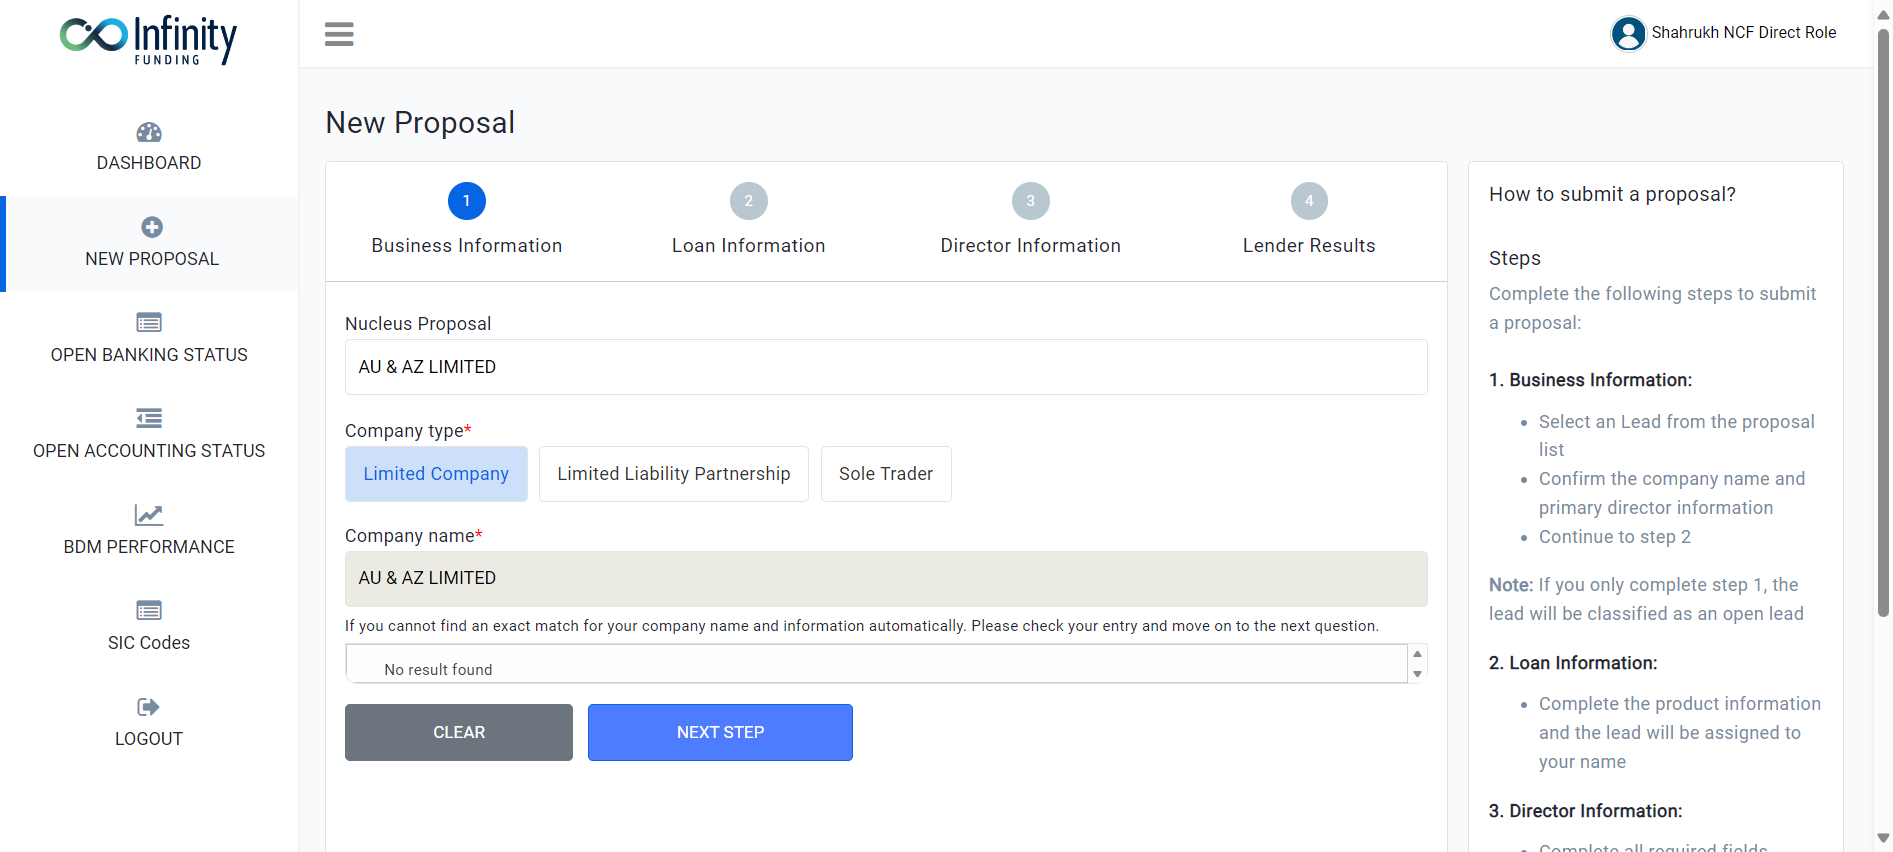 Infinity
FUNDING
Shahrukh NCF Direct Role
DASHBOARD
NEW PROPOSAL
OPEN BANKING STATUS
OPEN ACCOUNTING STATUS
BDM PERFORMANCE
SIC Codes
LOGOUT
New Proposal
1
2
3
4
Business Information
Loan Information
Director Information
Lender Results
Nucleus Proposal
AU & AZ LIMITED
Company type*
Limited Company
Limited Liability Partnership
Sole Trader
Company name*
AU & AZ LIMITED
If you cannot find an exact match for your company name and information automatically. Please check your entry and move on to the next question.
No result found
CLEAR
NEXT STEP
How to submit a proposal?
Steps
Complete the following steps to submit
a proposal:
1. Business Information:
• Select an Lead from the proposal
list
• Confirm the company name and
primary director information
• Continue to step 2
Note: If you only complete step 1, the
lead will be classified as an open lead
2. Loan Information:
• Complete the product information
and the lead will be assigned to
your name
3. Director Information:
• Complete all required fields